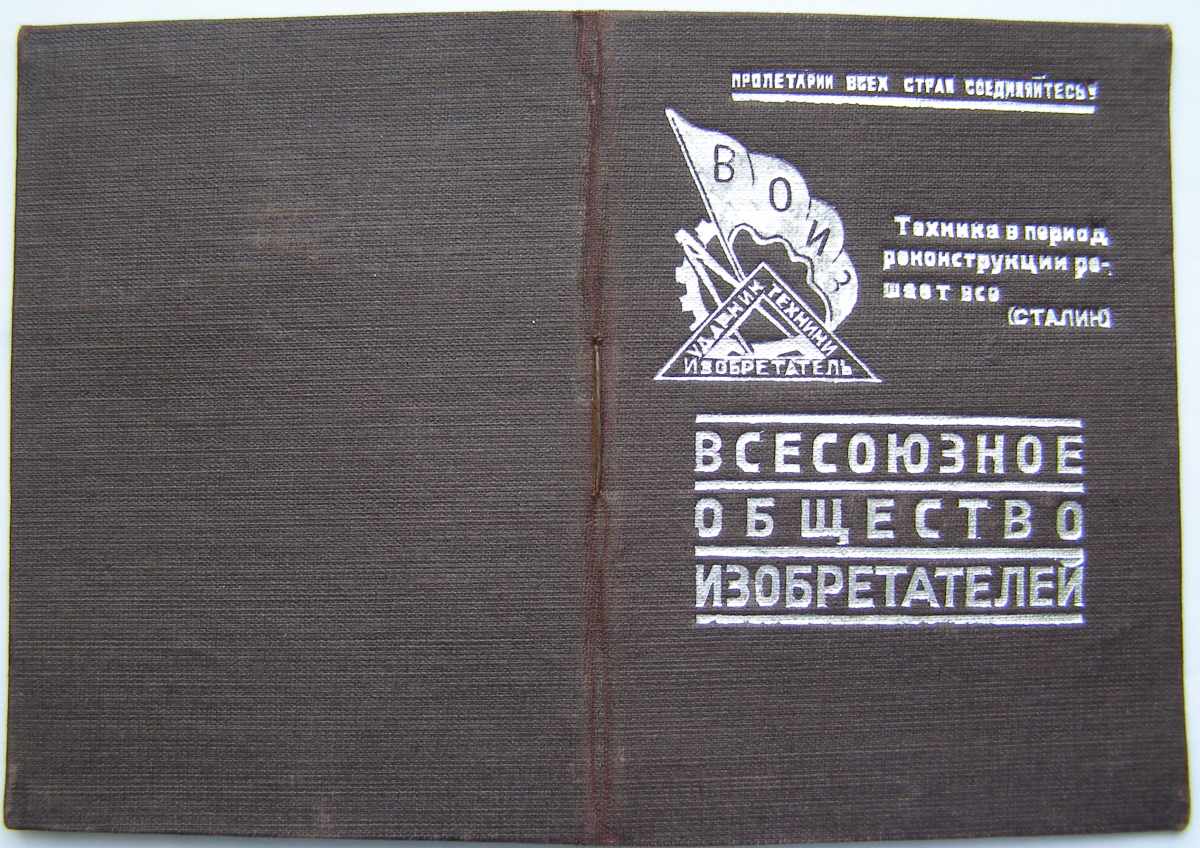 ПРОЛЕТАРИИ ВСЕХ СТРАН СОЕДИНЯЙТЕСЬ!
ВОИЗ
Техника в период
реконструкции ре-
шает все
(СТАЛИН)
УДАРНИК ТЕХНИКИ
ИЗОБРЕТАТЕЛЬ
ВСЕСОЮЗНОЕ
ОБЩЕСТВО
ИЗОБРЕТАТЕЛЕЙ